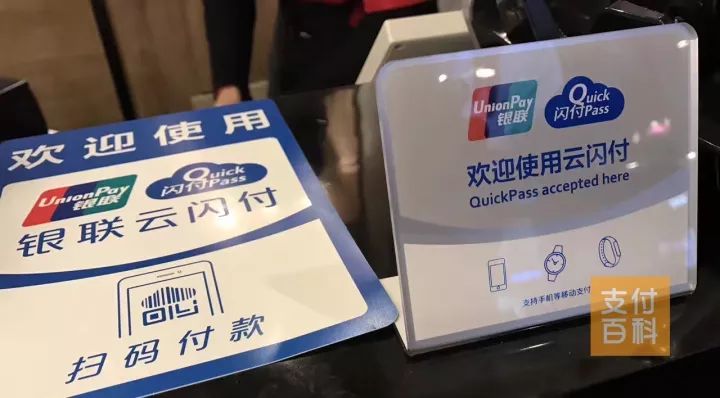 欢迎使用
UnionPay
银联
Quick
闪付Pass
银联云闪付
扫码付款
UnionPay
银联
Quick
闪付Pass
欢迎使用云闪付
QuickPass accepted here
支持手机等移动支付
支付
百科